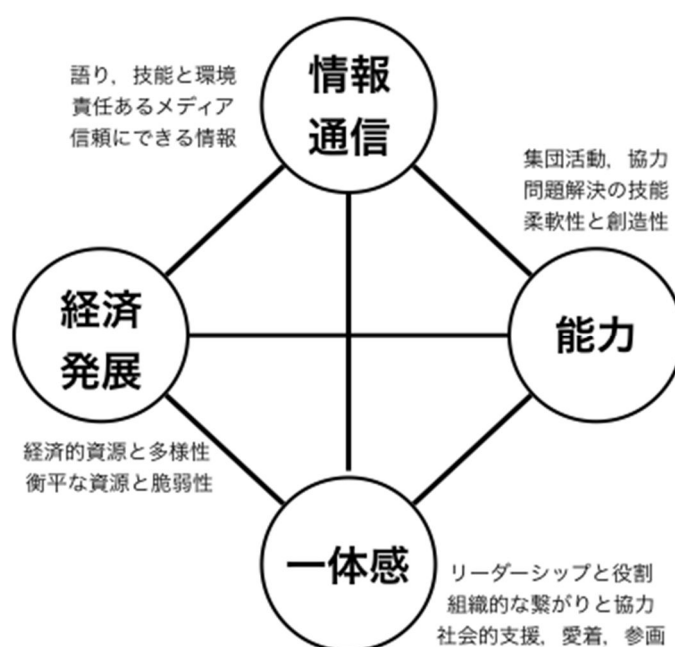 情報
通信
語り，技能と環境
責任あるメディア
信頼にできる情報
集団活動，協力
問題解決の技能
柔軟性と創造性
経済
発展
能力
経済的資源と多様性
衡平な資源と脆弱性
一体感
リーダーシップと役割
組織的な繋がりと協力
社会的支援，愛着，参画